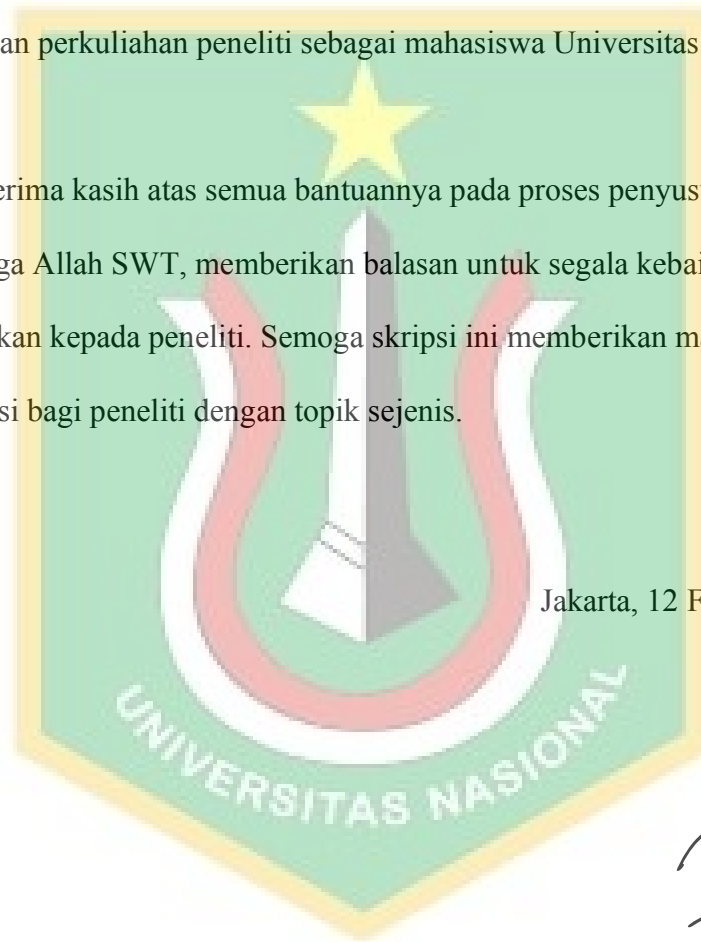 an perkuliahan peneliti sebagai mahasiswa Universitas
erima kasih atas semua bantuannya pada proses penyus
ga Allah SWT, memberikan balasan untuk segala kebai
kan kepada peneliti. Semoga skripsi ini memberikan ma
si bagi peneliti dengan topik sejenis.
Jakarta, 12 F
UNIVERSITAS NASIONAL